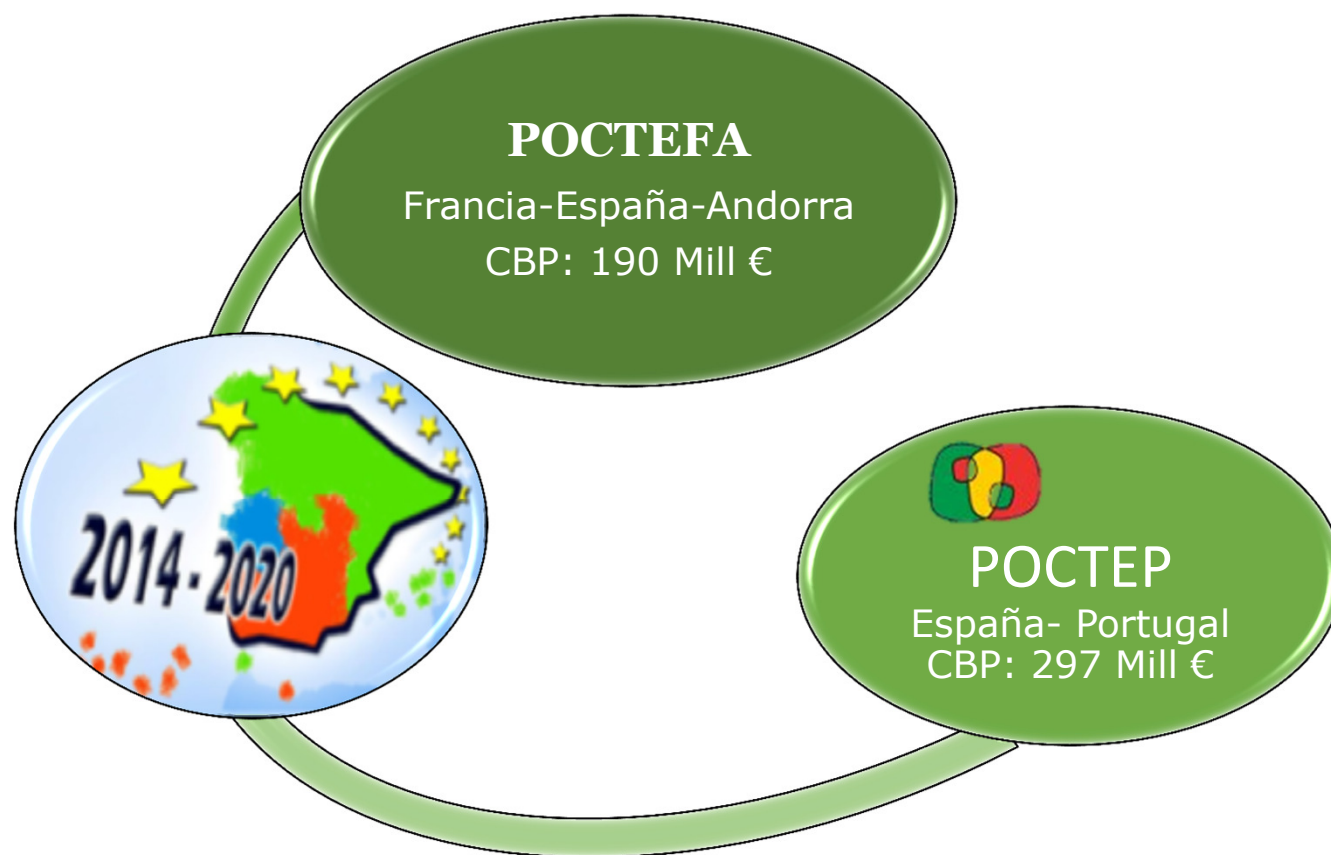 POCTEFA
Francia-España-Andorra
CBP: 190 Mill €
2014 - 2020
POCTEP
España- Portugal
CBP: 297 Mill €